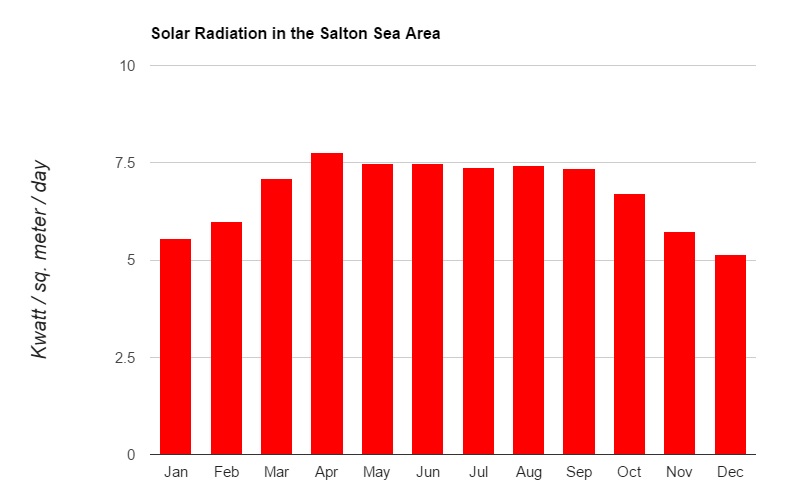 Solar Radiation in the Salton Sea Area
Kwatt / sq. meter / day
10
7.5
5
2.5
0
Jan Feb Mar Apr May Jun Jul Aug Sep Oct Nov Dec